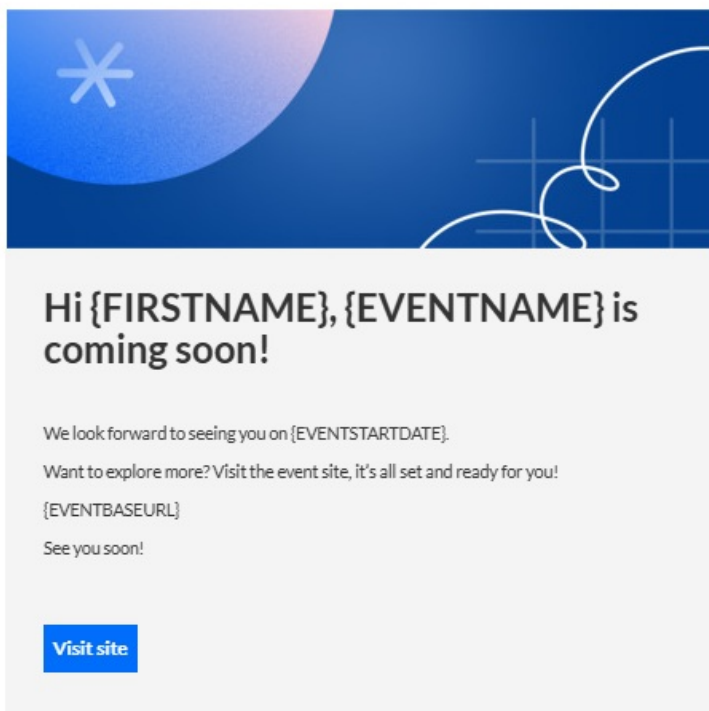 Hi {FIRSTNAME}, {EVENTNAME} is
coming soon!
We look forward to seeing you on {EVENTSTARTDATE}.
Want to explore more? Visit the event site, it's all set and ready for you!
{EVENTBASEURL}
See you soon!
Visit site